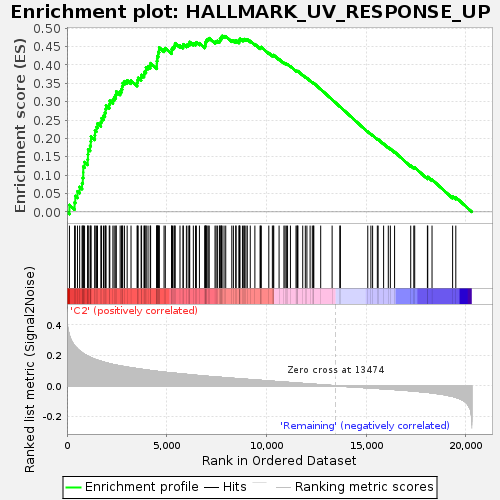 Enrichment plot: HALLMARK_UV_RESPONSE_UP
Enrichment score (ES)
0.50
0.45
0.40
0.35
0.30
0.25
0.20
0.15
0.10
0.05
0.00
'C2' (positively correlated)
Ranked list metric (Signal2Noise)
0.4
0.2
0.0
-0.2
Zero cross at 13474
'Remaining' (negatively correlated)
0
5,000
10,000
15,000
20,000
Rank in Ordered Dataset
Enrichment profile
Hits
Ranking metric scores